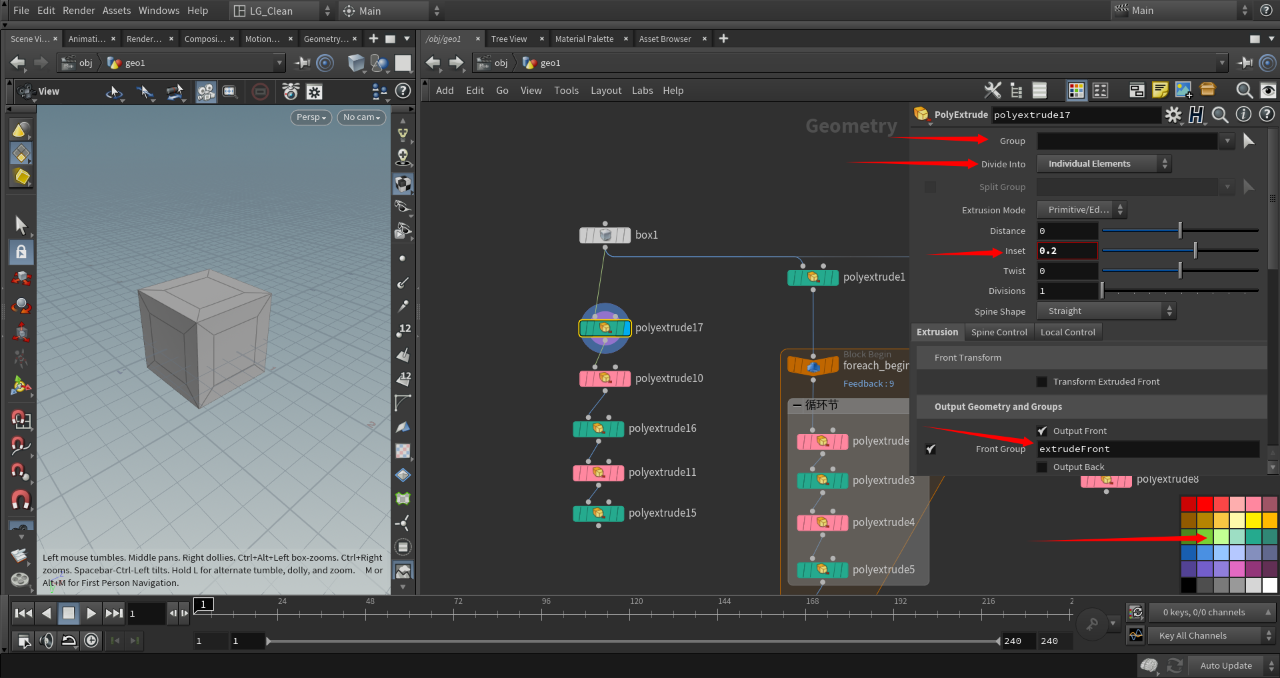 File Edit Render Assets Windows Help LG_Clean Main Main
Scene Vi... Animati... Render... Composi... Motion... Geometry...
/obj/geo1 Tree View Material Palette Asset Browser
obj geo1
obj geo1
View
Add Edit Go View Tools Layout Labs Help
Persp No cam
Geometry
PolyExtrude polyextrude17
Group
Divide Into Individual Elements
Split Group
Extrusion Mode Primitive/Ed...
Distance 0
Inset 0.2
Twist 0
Divisions 1
Spine Shape Straight
Extrusion Spine Control Local Control
Front Transform
Transform Extruded Front
Output Geometry and Groups
Output Front
Front Group extrudeFront
Output Back
box1
polyextrude1
polyextrude17
Block Begin
foreach_begin
Feedback : 9
polyextrude10
循环节
polyextrude16
polyextrude
polyextrude11
polyextrude3
polyextrude8
polyextrude15
polyextrude4
polyextrude5
12
12
Left mouse tumbles. Middle pans. Right dollies. Ctrl+Alt+Left box-zooms. Ctrl+Right
zooms. Spacebar-Ctrl-Left tilts. Hold L for alternate tumble, dolly, and zoom. M or
Alt+M for First Person Navigation.
1 1 24 48 72 96 120 144 168 192 216 2
0 keys, 0/0 channels
1 1 240 240
Key All Channels
Auto Update